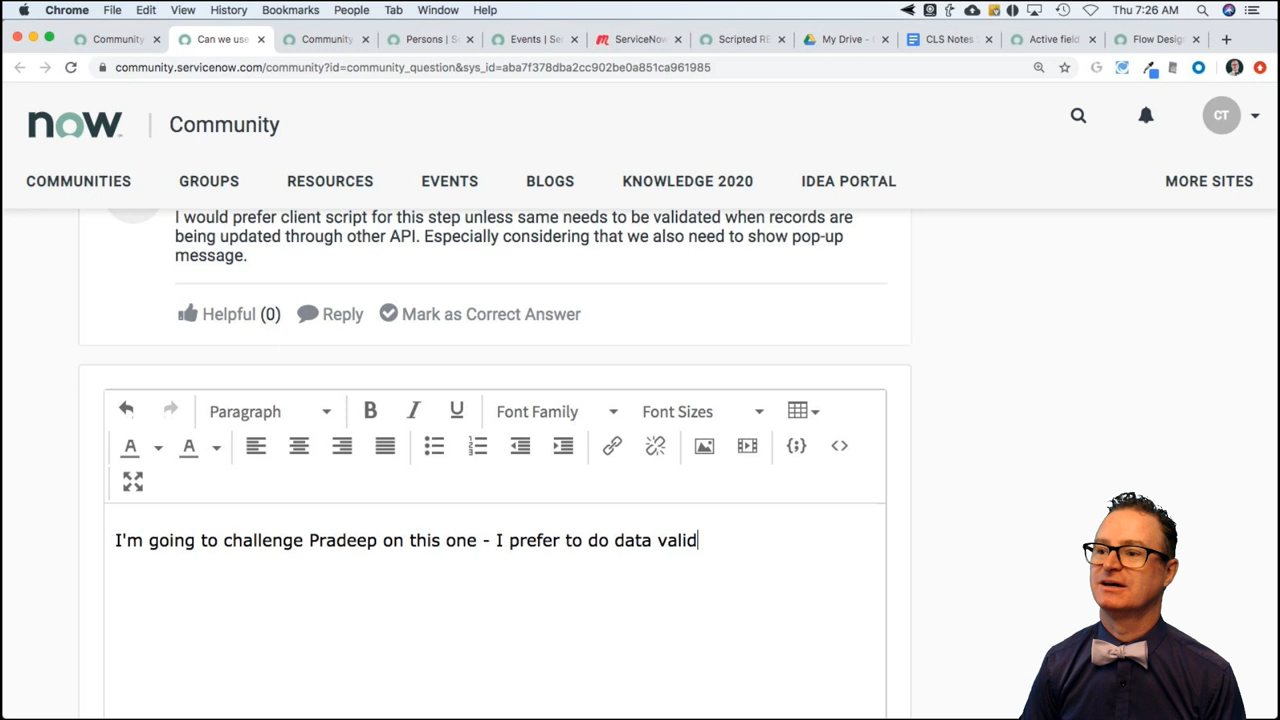 Chrome File Edit View History Bookmarks People Tab Window Help Thu 7:26 AM
Community Can we use Community Persons | S Events | Se ServiceNow Scripted RE My Drive - CLS Notes Active field Flow Desig
community.servicenow.com/community?id=community_question&sys_id=aba7f378dba2cc902be0a851ca961985
now Community CT
COMMUNITIES GROUPS RESOURCES EVENTS BLOGS KNOWLEDGE 2020 IDEA PORTAL MORE SITES
I would prefer client script for this step unless same needs to be validated when records are
being updated through other API. Especially considering that we also need to show pop-up
message.
Helpful (0) Reply Mark as Correct Answer
Paragraph B I U Font Family Font Sizes
A A
I'm going to challenge Pradeep on this one - I prefer to do data valid